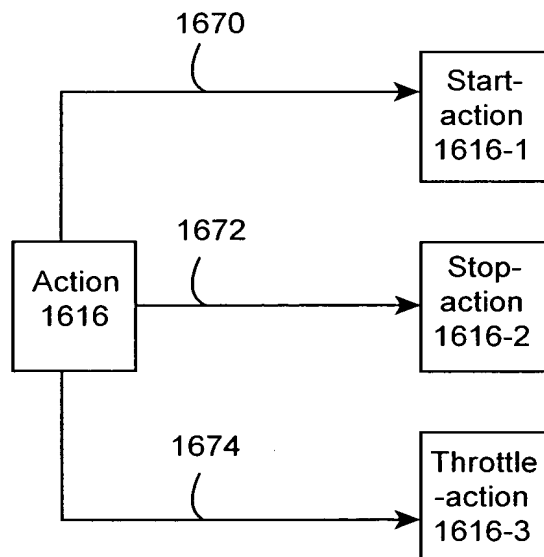 1670
Start-
action
1616-1
1672
Action
1616
Stop-
action
1616-2
1674
Throttle
-action
1616-3